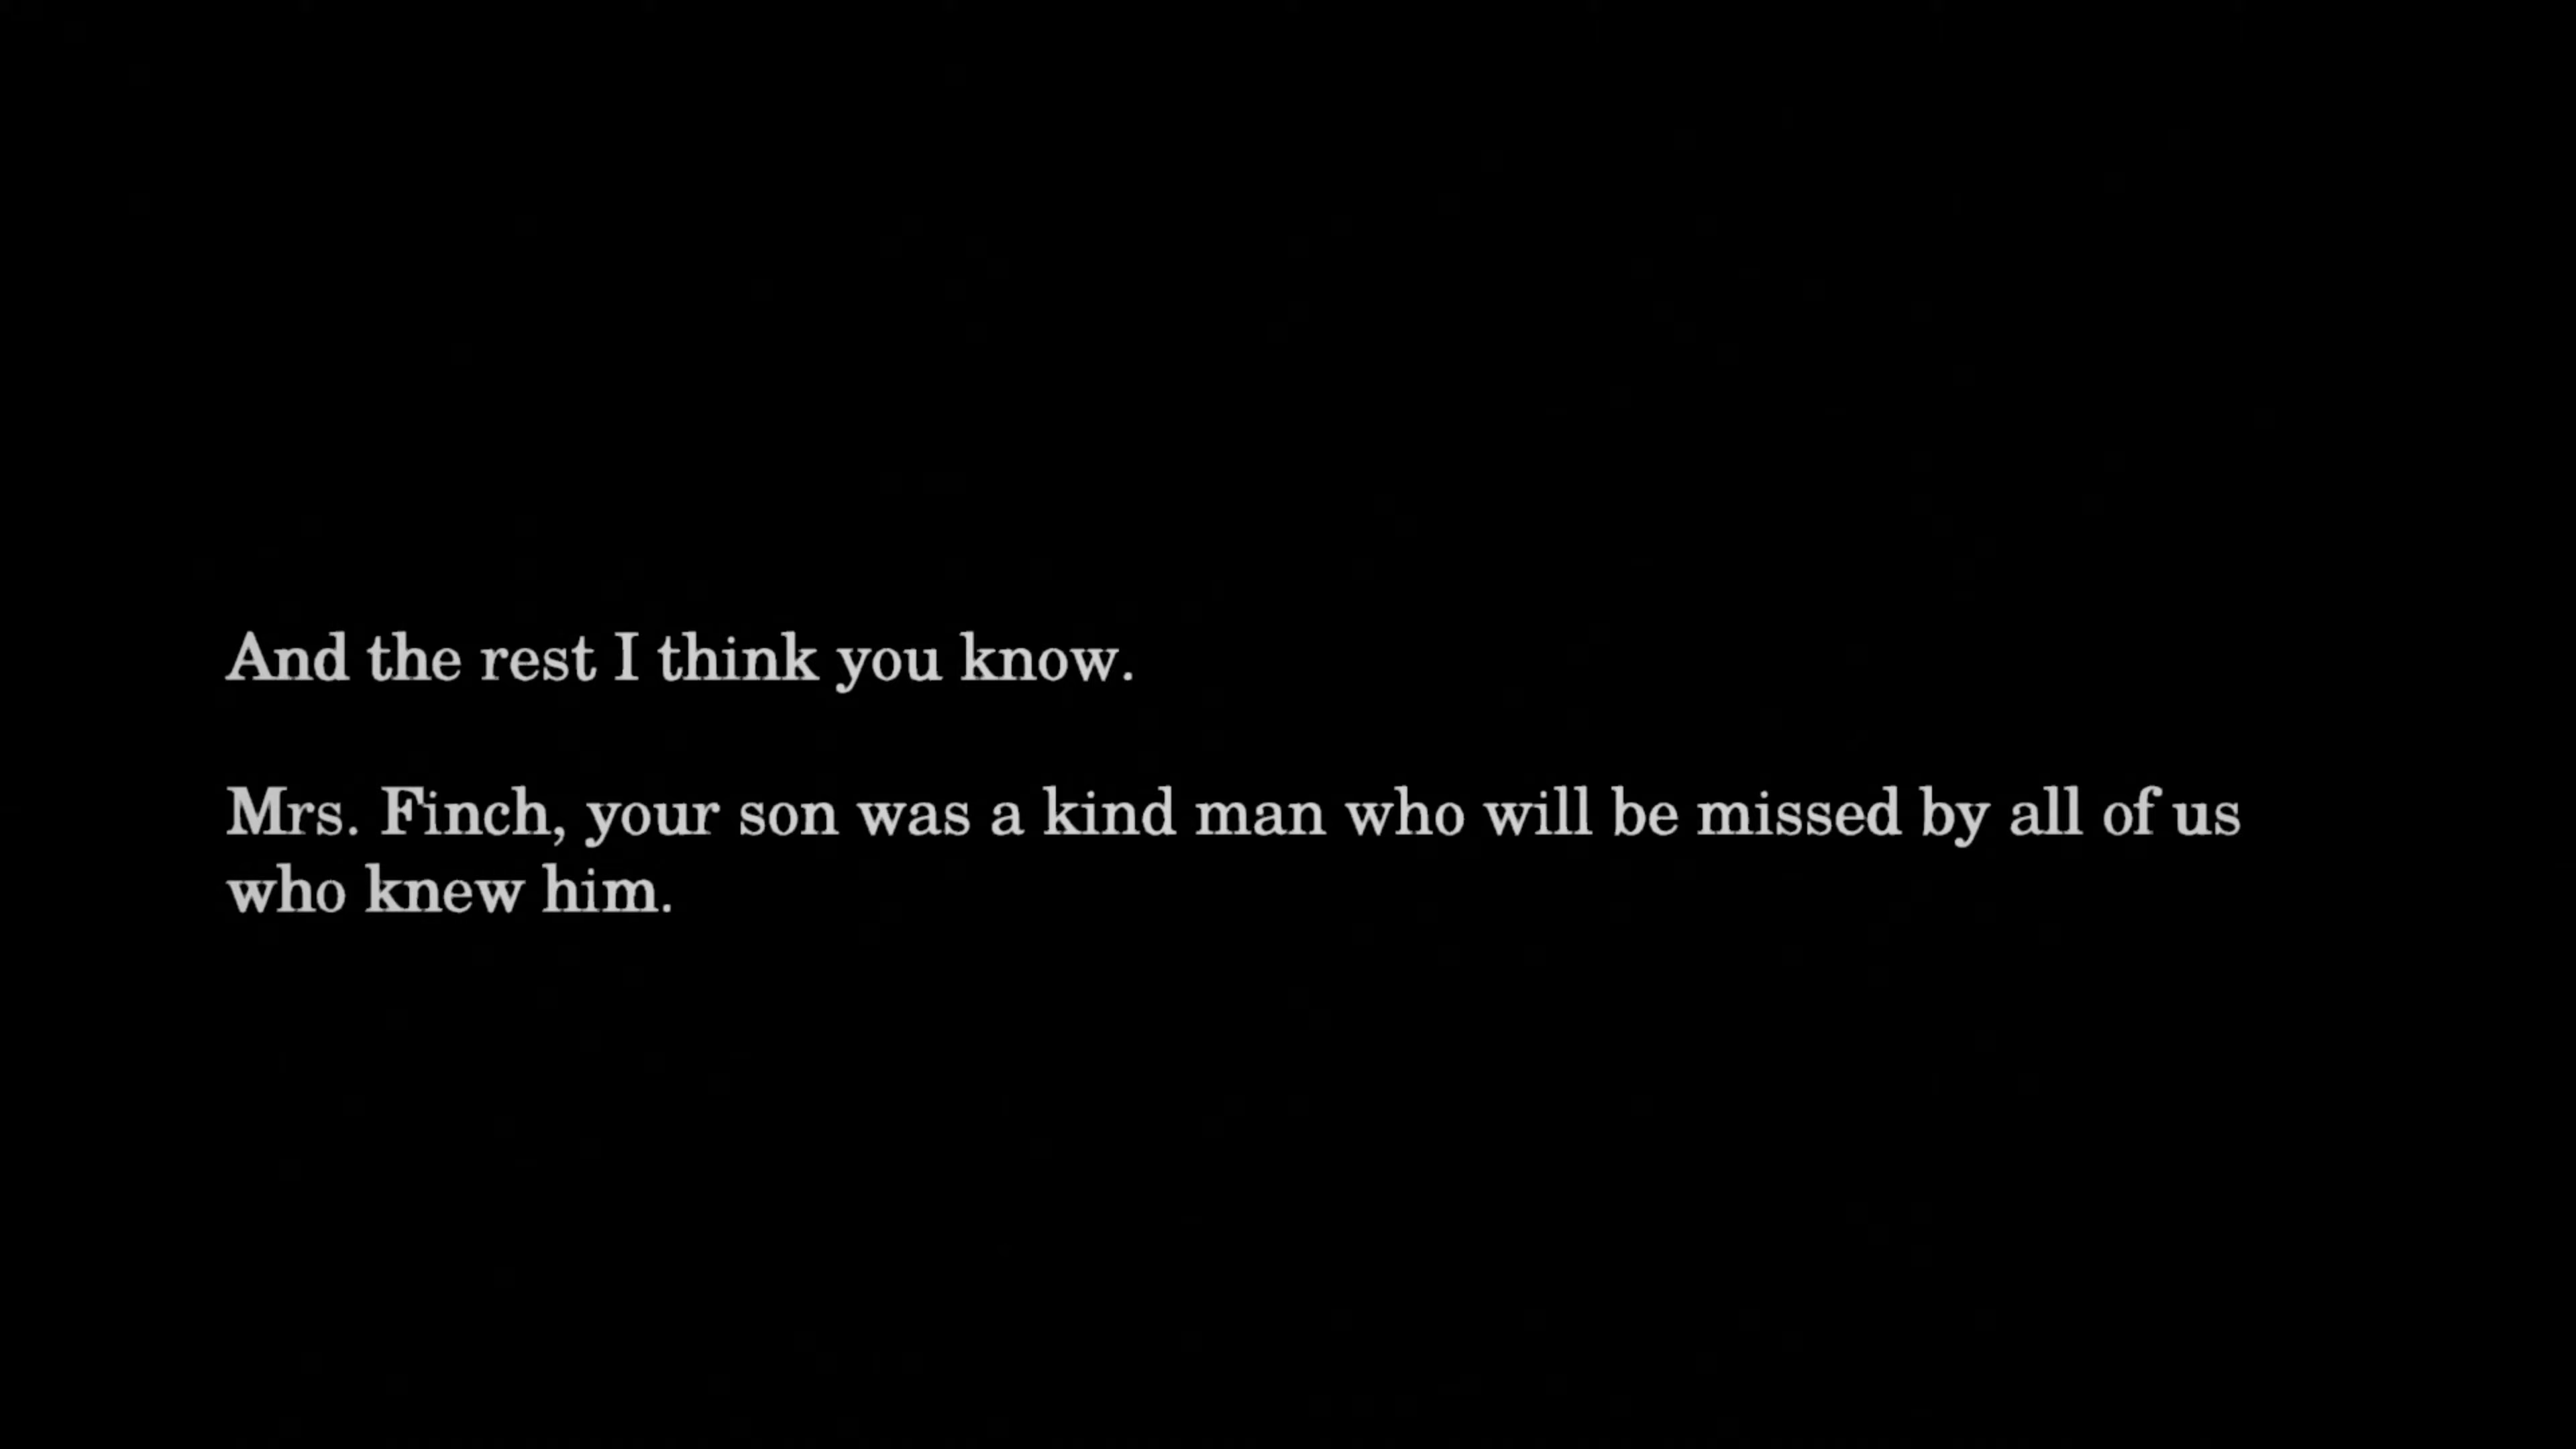 And the rest I think you know.
Mrs. Finch, your son was a kind man who will be missed by all of us
who knew him.